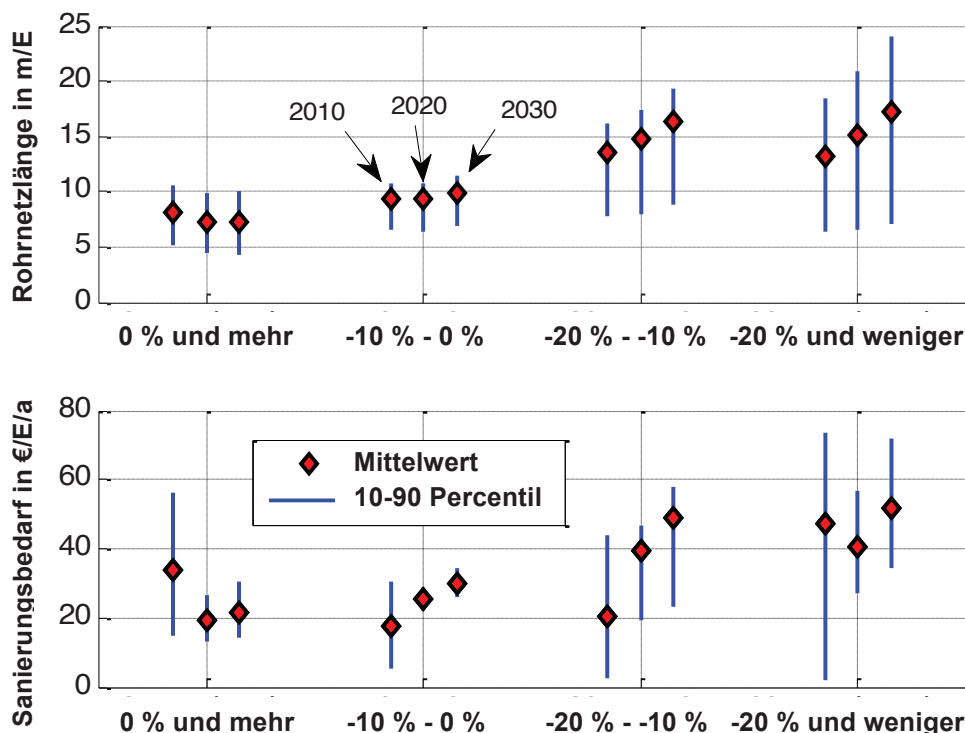 Rohrnetzlänge in m/E
25
20
15
10
5
0
2010
2020
2030
0 % und mehr
-10 % - 0 %
-20 % - -10 %
-20 % und weniger
Sanierungsbedarf in €/E/a
80
60
40
20
0
Mittelwert
10-90 Percentil
0 % und mehr
-10 % - 0 %
-20 % - -10 %
-20 % und weniger